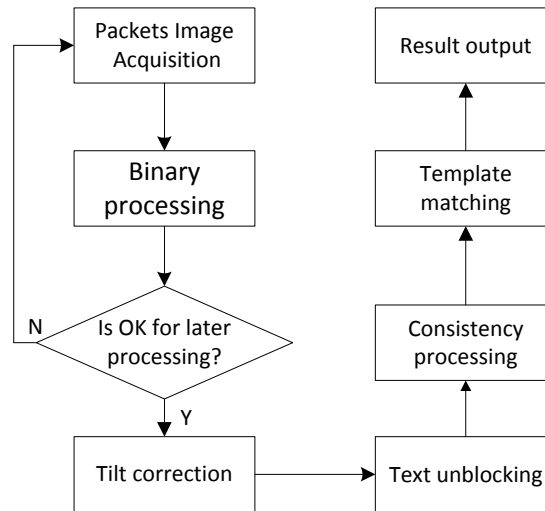 Packets Image
Acquisition
Binary
processing
Is OK for later
processing?
N
Y
Tilt correction
Text unblocking
Consistency
processing
Template
matching
Result output